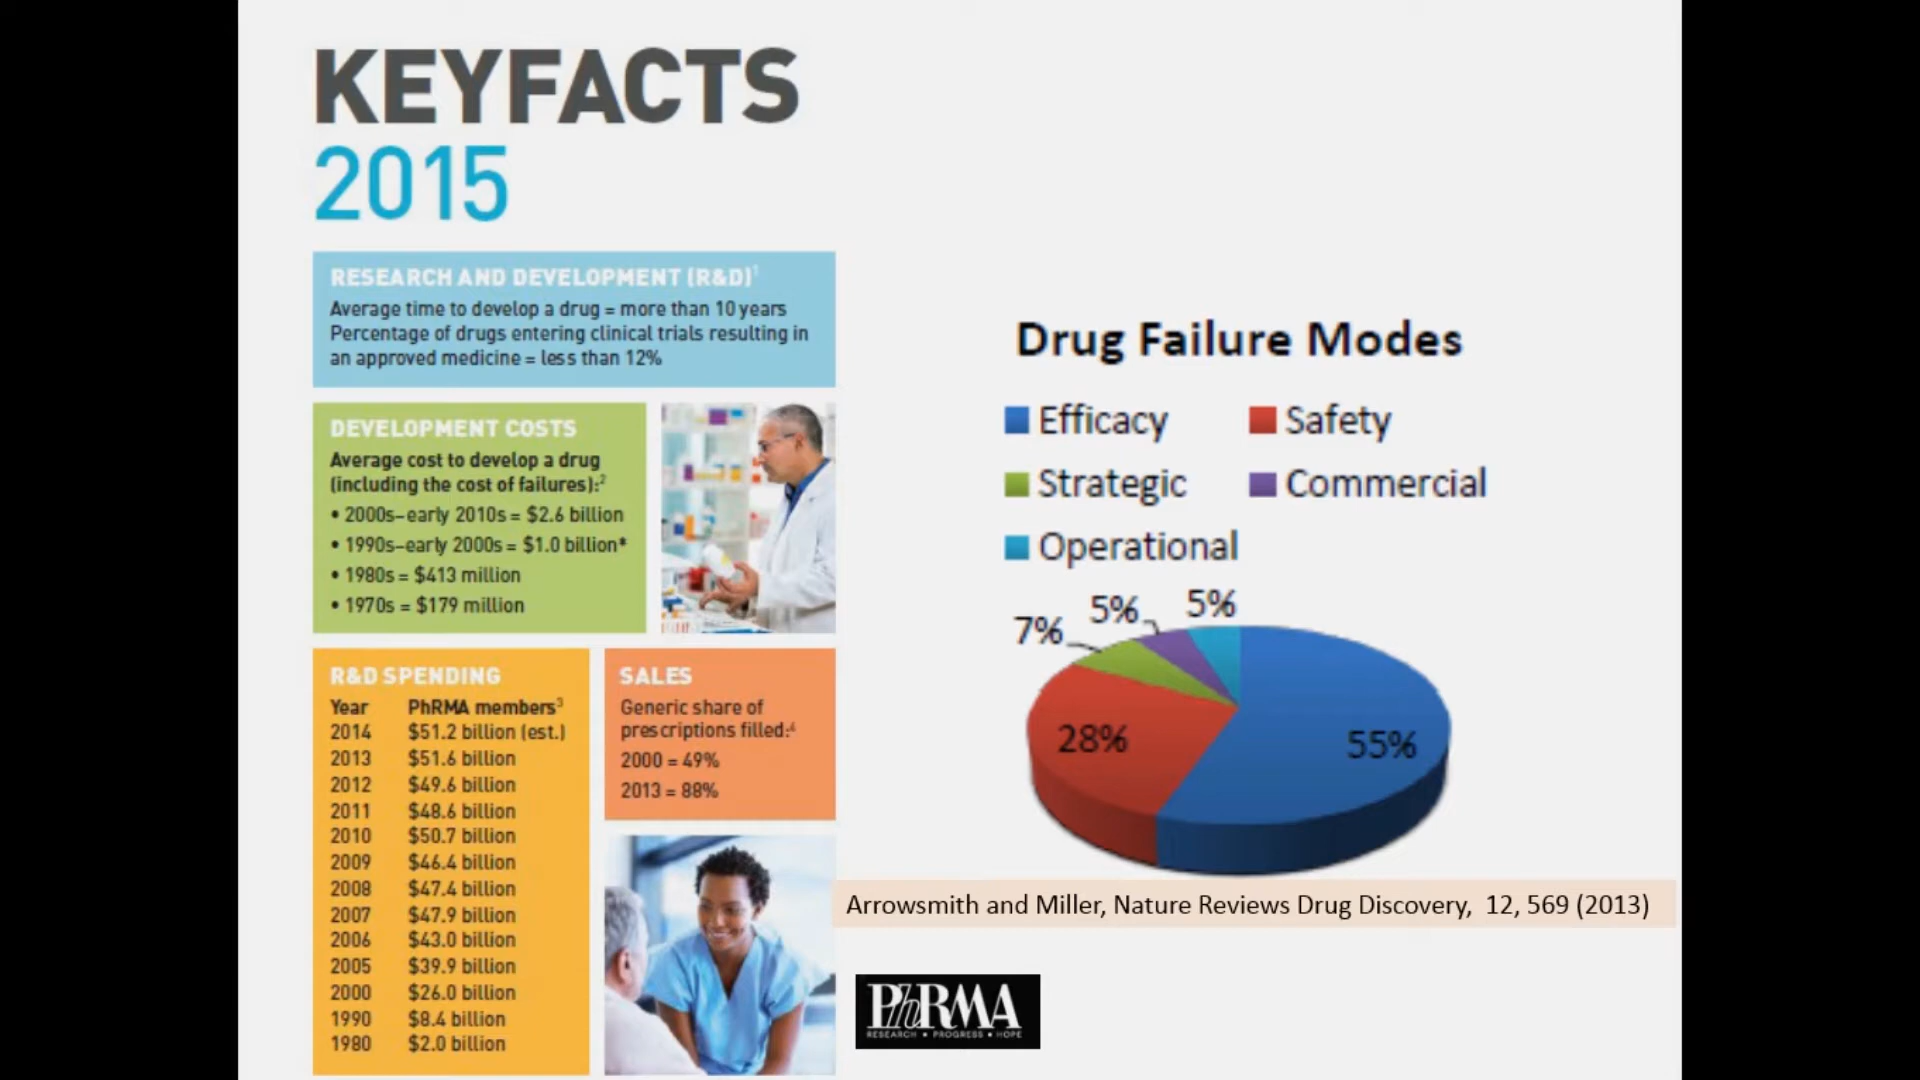 KEYFACTS
2015
RESEARCH AND DEVELOPMENT (R&D)¹
Average time to develop a drug = more than 10 years
Percentage of drugs entering clinical trials resulting in
an approved medicine = less than 12%
DEVELOPMENT COSTS
Average cost to develop a drug
(including the cost of failures):²
• 2000s–early 2010s = $2.6 billion
• 1990s–early 2000s = $1.0 billion*
• 1980s = $413 million
• 1970s = $179 million
R&D SPENDING
Year PhRMA members³
2014 $51.2 billion (est.)
2013 $51.6 billion
2012 $49.6 billion
2011 $48.6 billion
2010 $50.7 billion
2009 $46.4 billion
2008 $47.4 billion
2007 $47.9 billion
2006 $43.0 billion
2005 $39.9 billion
2000 $26.0 billion
1990 $8.4 billion
1980 $2.0 billion
SALES
Generic share of
prescriptions filled:⁴
2000 = 49%
2013 = 88%
Drug Failure Modes
Efficacy Safety
Strategic Commercial
Operational
7% 5% 5%
28% 55%
Arrowsmith and Miller, Nature Reviews Drug Discovery, 12, 569 (2013)
PhRMA
RESEARCH • PROGRESS • HOPE